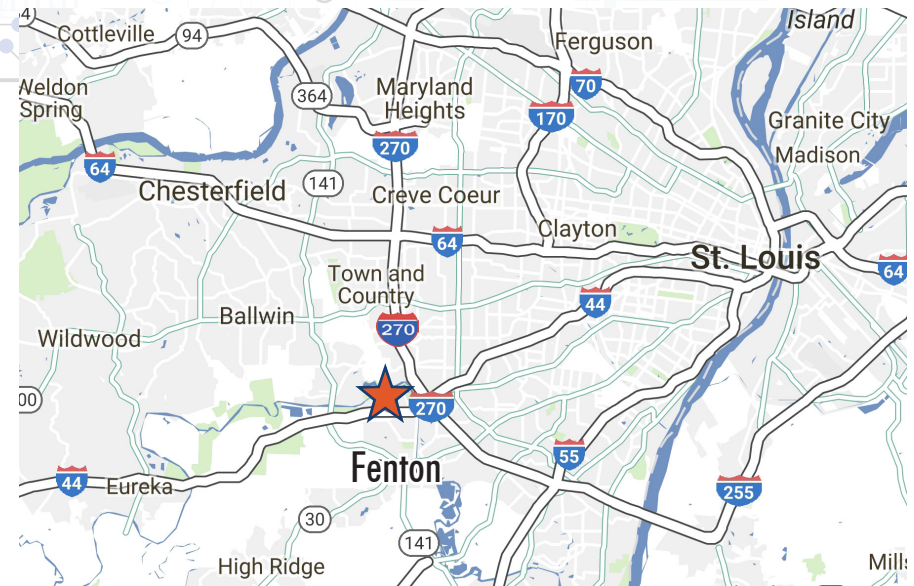 Island
Cottleville
94
Ferguson
70
Weldon
Spring
364
Maryland
Heights
170
Granite City
270
Madison
64
141
Chesterfield
Creve Coeur
Clayton
64
St. Louis
64
Town and
Country
44
Ballwin
270
Wildwood
270
Fenton
55
44
Eureka
255
30
141
High Ridge